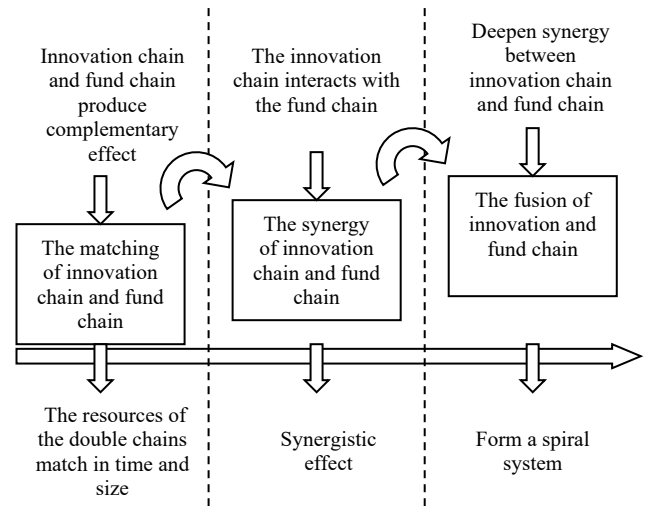 Innovation chain
and fund chain
produce
complementary
effect
The matching
of innovation
chain and fund
chain
The resources of
the double chains
match in time and
size
The innovation
chain interacts with
the fund chain
The synergy
of innovation
chain and fund
chain
Synergistic
effect
Deepen synergy
between
innovation chain
and fund chain
The fusion of
innovation and
fund chain
Form a spiral
system